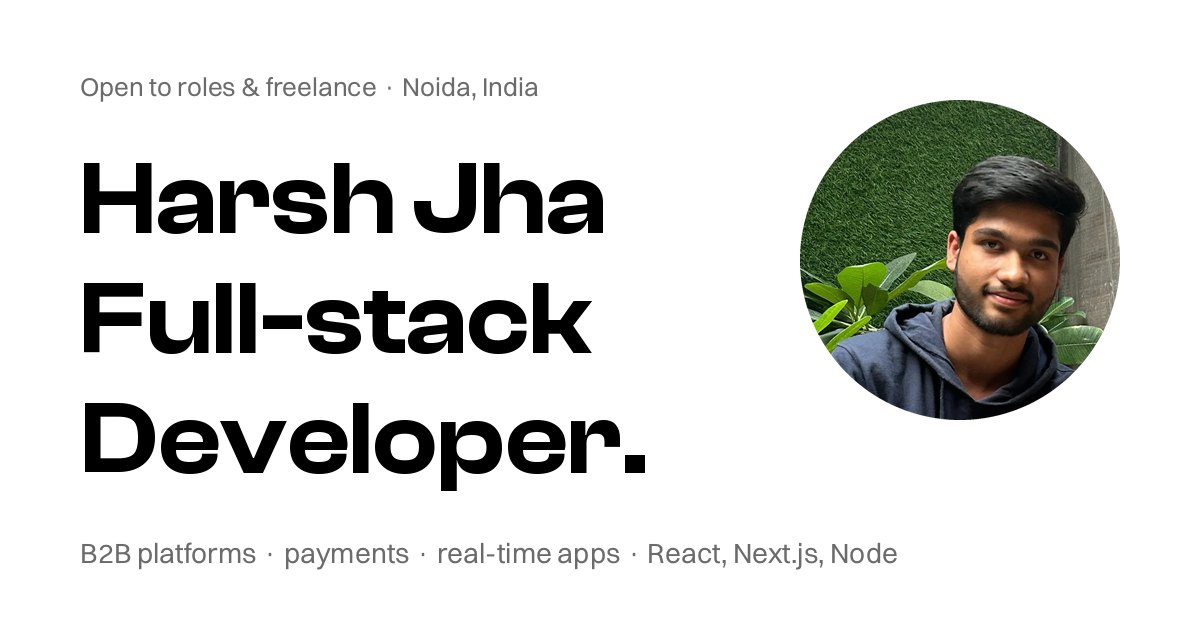 Open to roles & freelance · Noida, India
Harsh Jha
Full-stack
Developer.
B2B platforms · payments · real-time apps · React, Next.js, Node